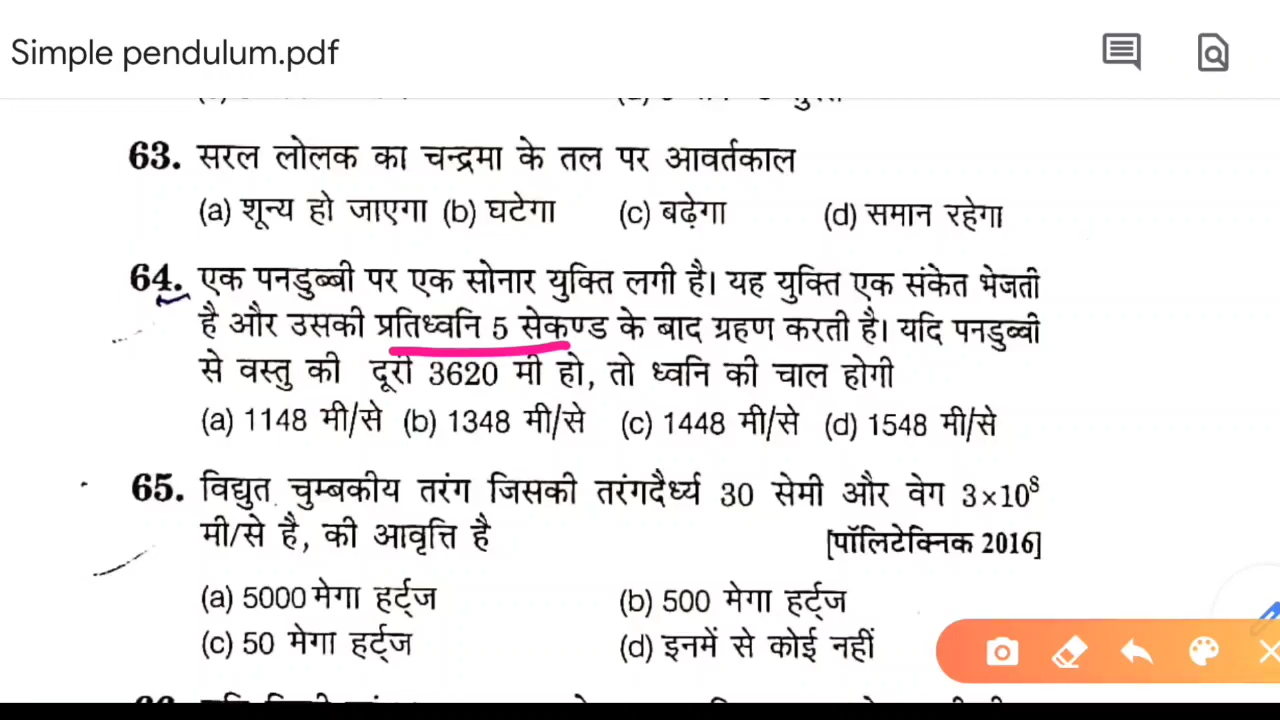 Simple pendulum.pdf
63. सरल लोलक का चन्द्रमा के तल पर आवर्तकाल
(a) शून्य हो जाएगा (b) घटेगा (c) बढ़ेगा (d) समान रहेगा
64. एक पनडुब्बी पर एक सोनार युक्ति लगी है। यह युक्ति एक संकेत भेजती
है और उसकी प्रतिध्वनि 5 सेकण्ड के बाद ग्रहण करती है। यदि पनडुब्बी
से वस्तु की दूरी 3620 मी हो, तो ध्वनि की चाल होगी
(a) 1148 मी/से (b) 1348 मी/से (c) 1448 मी/से (d) 1548 मी/से
65. विद्युत चुम्बकीय तरंग जिसकी तरंगदैर्ध्य 30 सेमी और वेग 3×10⁸
मी/से है, की आवृत्ति है [पॉलिटेक्निक 2016]
(a) 5000 मेगा हर्ट्ज (b) 500 मेगा हर्ट्ज
(c) 50 मेगा हर्ट्ज (d) इनमें से कोई नहीं